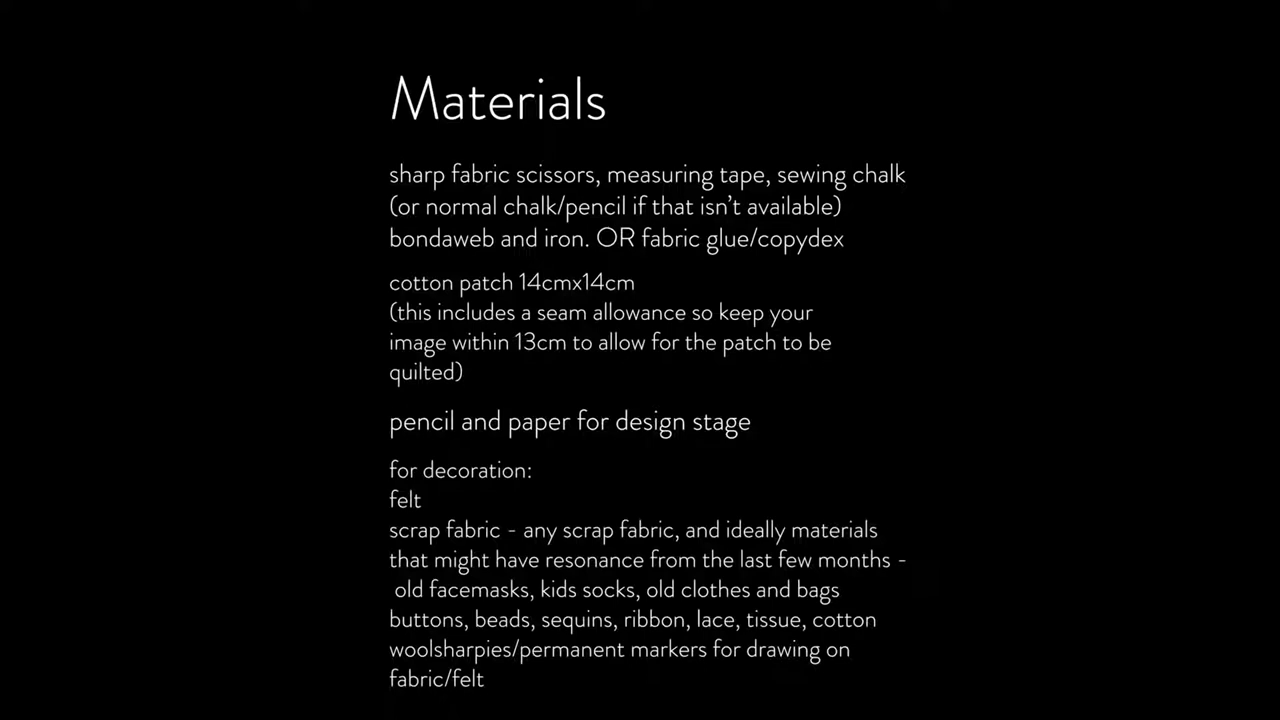 Materials
sharp fabric scissors, measuring tape, sewing chalk
(or normal chalk/pencil if that isn’t available)
bondaweb and iron. OR fabric glue/copydex
cotton patch 14cmx14cm
(this includes a seam allowance so keep your
image within 13cm to allow for the patch to be
quilted)
pencil and paper for design stage
for decoration:
felt
scrap fabric - any scrap fabric, and ideally materials
that might have resonance from the last few months -
old facemasks, kids socks, old clothes and bags
buttons, beads, sequins, ribbon, lace, tissue, cotton
woolsharpies/permanent markers for drawing on
fabric/felt